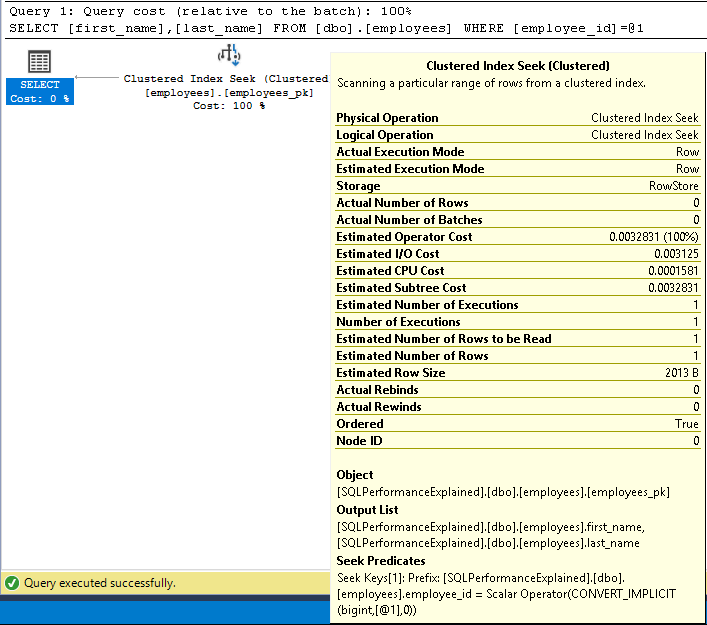 Query 1: Query cost (relative to the batch): 100%
SELECT [first_name],[last_name] FROM [dbo].[employees] WHERE [employee_id]=@1
SELECT
Cost: 0 %
Clustered Index Seek (Clustered
[employees].[employees_pk]
Cost: 100 %
Clustered Index Seek (Clustered)
Scanning a particular range of rows from a clustered index.
Physical Operation Clustered Index Seek
Logical Operation Clustered Index Seek
Actual Execution Mode Row
Estimated Execution Mode Row
Storage RowStore
Actual Number of Rows 0
Actual Number of Batches 0
Estimated Operator Cost 0.0032831 (100%)
Estimated I/O Cost 0.003125
Estimated CPU Cost 0.0001581
Estimated Subtree Cost 0.0032831
Estimated Number of Executions 1
Number of Executions 1
Estimated Number of Rows to be Read 1
Estimated Number of Rows 1
Estimated Row Size 2013 B
Actual Rebinds 0
Actual Rewinds 0
Ordered True
Node ID 0
Object
[SQLPerformanceExplained].[dbo].[employees].[employees_pk]
Output List
[SQLPerformanceExplained].[dbo].[employees].first_name,
[SQLPerformanceExplained].[dbo].[employees].last_name
Seek Predicates
Seek Keys[1]: Prefix: [SQLPerformanceExplained].[dbo].
[employees].employee_id = Scalar Operator(CONVERT_IMPLICIT
(bigint,[@1],0))
Query executed successfully.